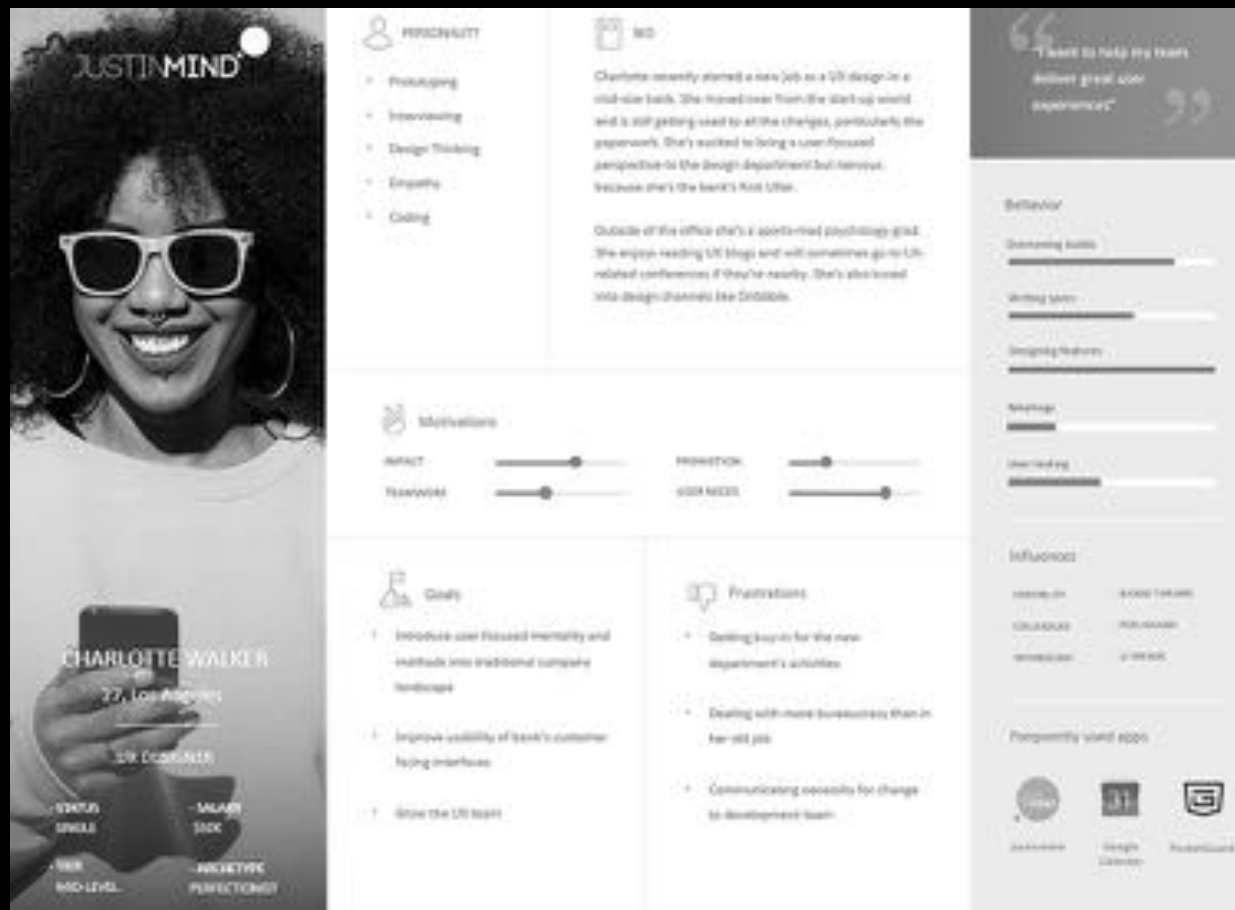 JUSTINMIND
CHARLOTTE WALKER
27, Los Angeles
UX DESIGNER
- STATUS
SINGLE
- SALARY
- TIER
MID-LEVEL
- ARCHETYPE
PERFECTIONIST
PERSONALITY
Prototyping
Interviewing
Design Thinking
Empathy
Coding
BIO
Charlotte recently started a new job as a UX design in a
mid-size bank. She moved over from the start-up world
and is still getting used to all the changes, particularly the
paperwork. She's excited to bring a user-focused
perspective to the design department but nervous
because she's the bank's first UXer.
Outside of the office she's a sports-mad psychology grad.
She enjoys reading UX blogs and will sometimes go to UX-
related conferences if they're nearby. She's also tuned
into design channels like Dribbble.
Motivations
IMPACT
PROMOTION
TEAMWORK
USER NEEDS
Goals
Introduce user-focused mentality and
methods into traditional company
landscape
Improve usability of bank's customer
facing interfaces
Grow the UX team
Frustrations
Getting buy-in for the new
department's activities
Dealing with more bureaucracy than in
her old job
Communicating necessity for change
to development team
"I want to help my team
deliver great user
experiences"
Behavior
Writing specs
Designing features
Meetings
User testing
Influences
COLLEAGUES
Frequently used apps
31
Google
Calendar